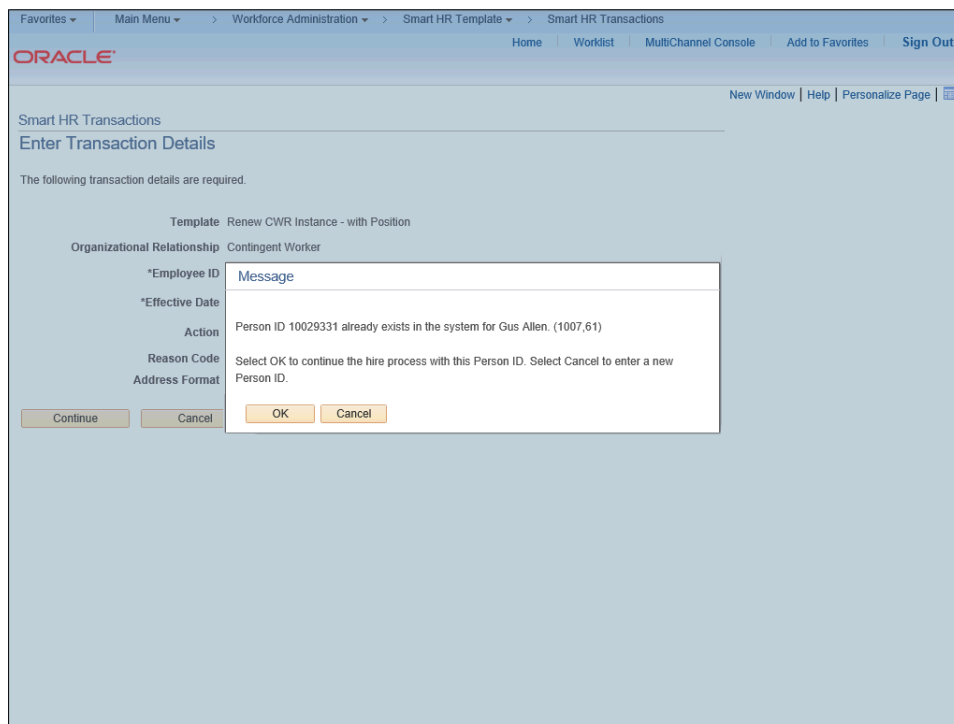 Favorites Main Menu > Workforce Administration > Smart HR Template > Smart HR Transactions
Home Worklist MultiChannel Console Add to Favorites Sign Out
ORACLE
New Window | Help | Personalize Page |
Smart HR Transactions
Enter Transaction Details
The following transaction details are required.
Template Renew CWR Instance - with Position
Organizational Relationship Contingent Worker
*Employee ID
Message
*Effective Date
Person ID 10029331 already exists in the system for Gus Allen. (1007,61)
Action
Reason Code
Select OK to continue the hire process with this Person ID. Select Cancel to enter a new
Person ID.
Address Format
OK Cancel
Continue Cancel